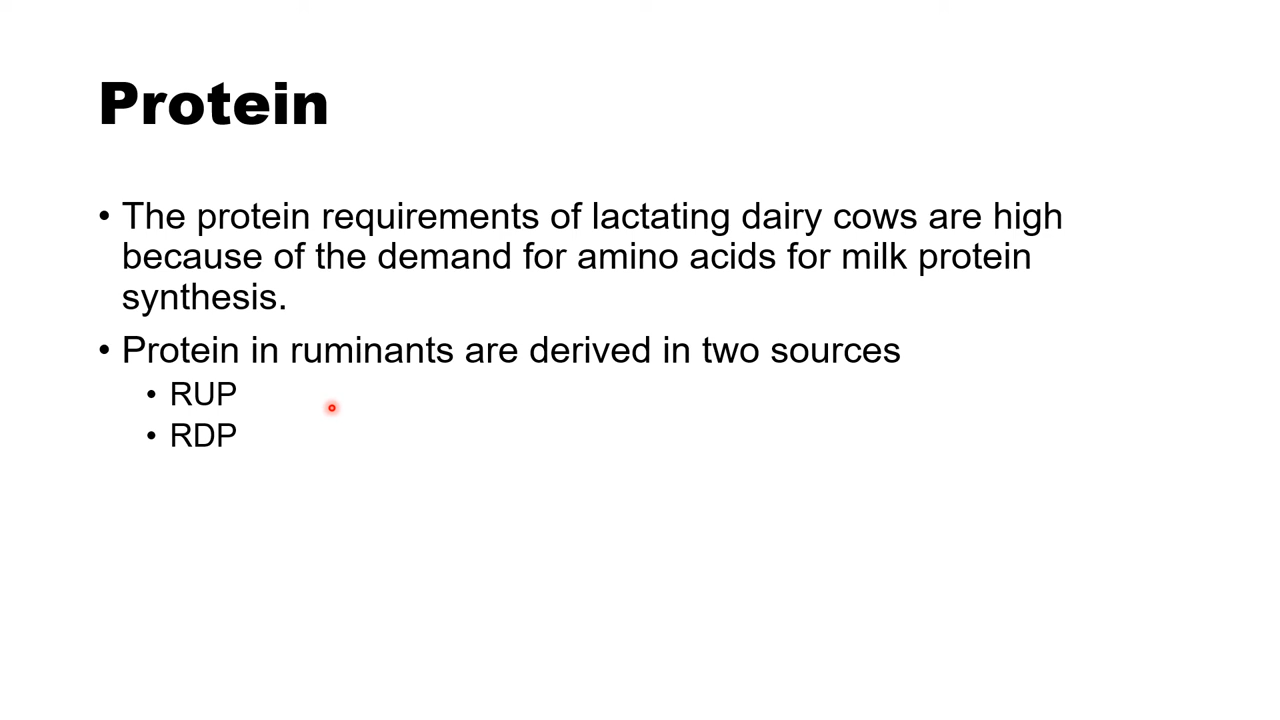 Protein
• The protein requirements of lactating dairy cows are high
because of the demand for amino acids for milk protein
synthesis.
• Protein in ruminants are derived in two sources
• RUP
• RDP